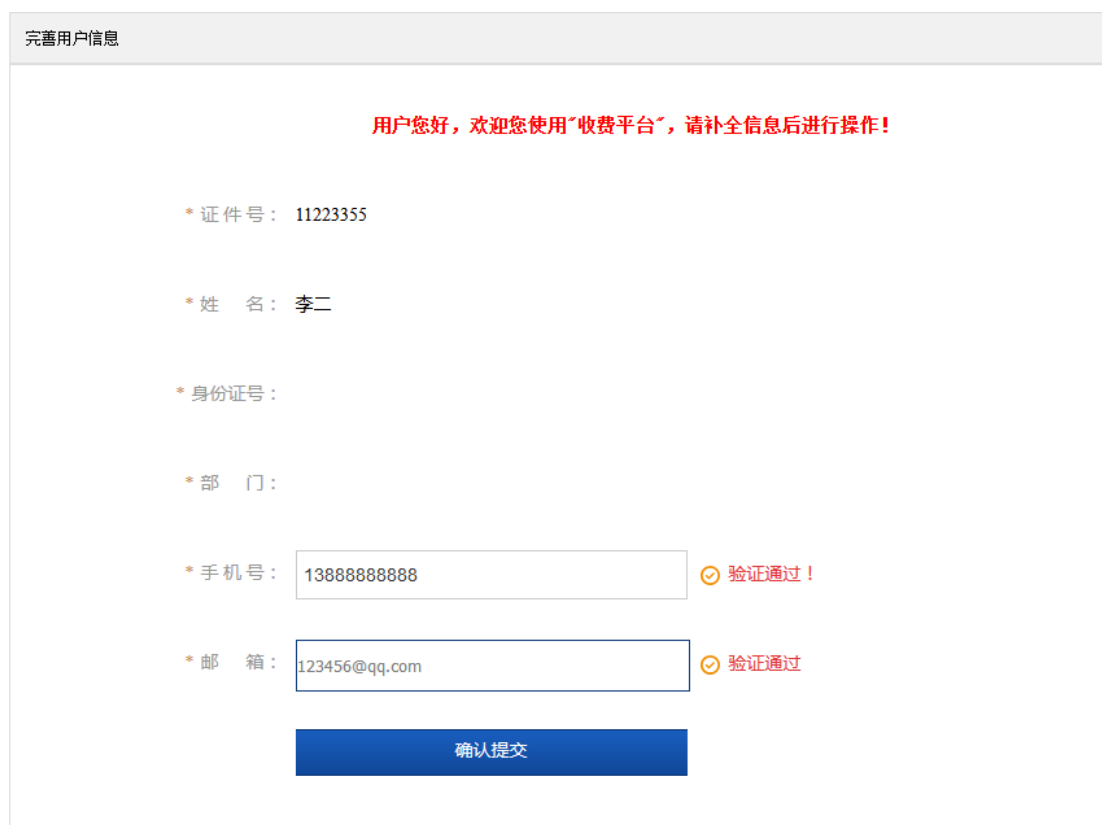 完善用户信息
用户您好，欢迎您使用"收费平台"，请补全信息后进行操作！
* 证件号： 11223355
* 姓 名： 李二
* 身份证号：
* 部 门：
* 手机号： 13888888888 验证通过！
* 邮 箱： 123456@qq.com 验证通过
确认提交